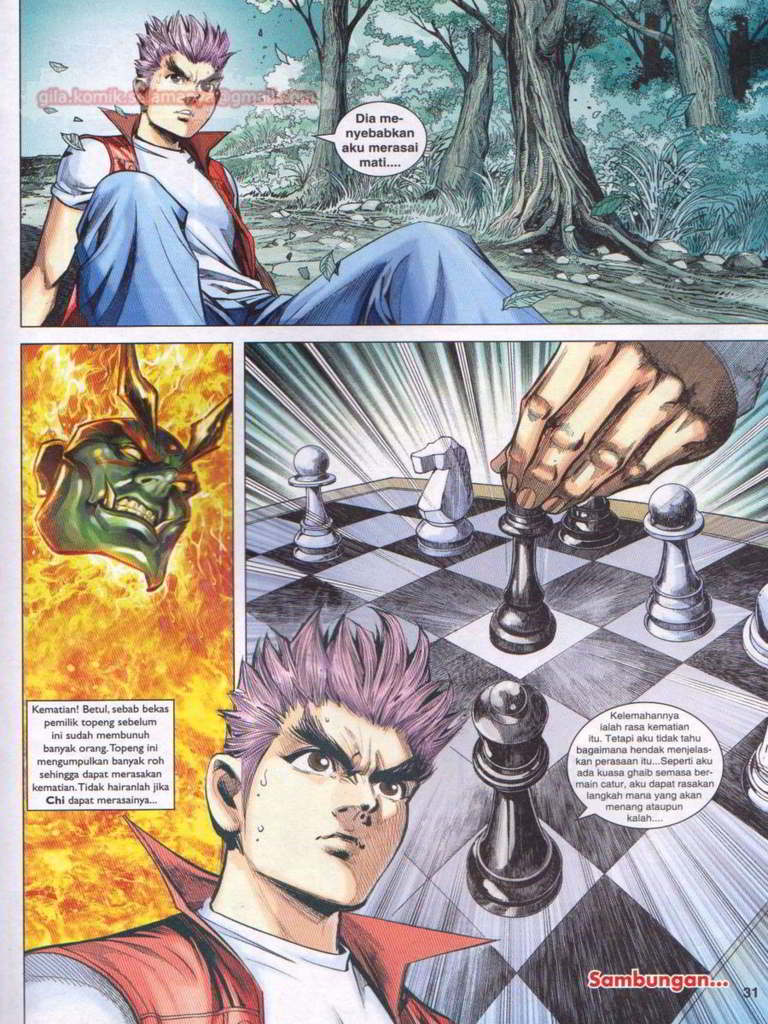 gila.komik.selamanya@gmail.com
Dia me-
nyebabkan
aku merasai
mati....
Kematian! Betul, sebab bekas
pemilik topeng sebelum
ini sudah membunuh
banyak orang. Topeng ini
mengumpulkan banyak roh
sehingga dapat merasakan
kematian. Tidak hairanlah jika
Chi dapat merasainya...
Kelemahannya
ialah rasa kematian
itu. Tetapi aku tidak tahu
bagaimana hendak menjelas-
kan perasaan itu...Seperti aku
ada kuasa ghaib semasa ber-
main catur, aku dapat rasakan
langkah mana yang akan
menang ataupun
kalah....
Sambungan...
31